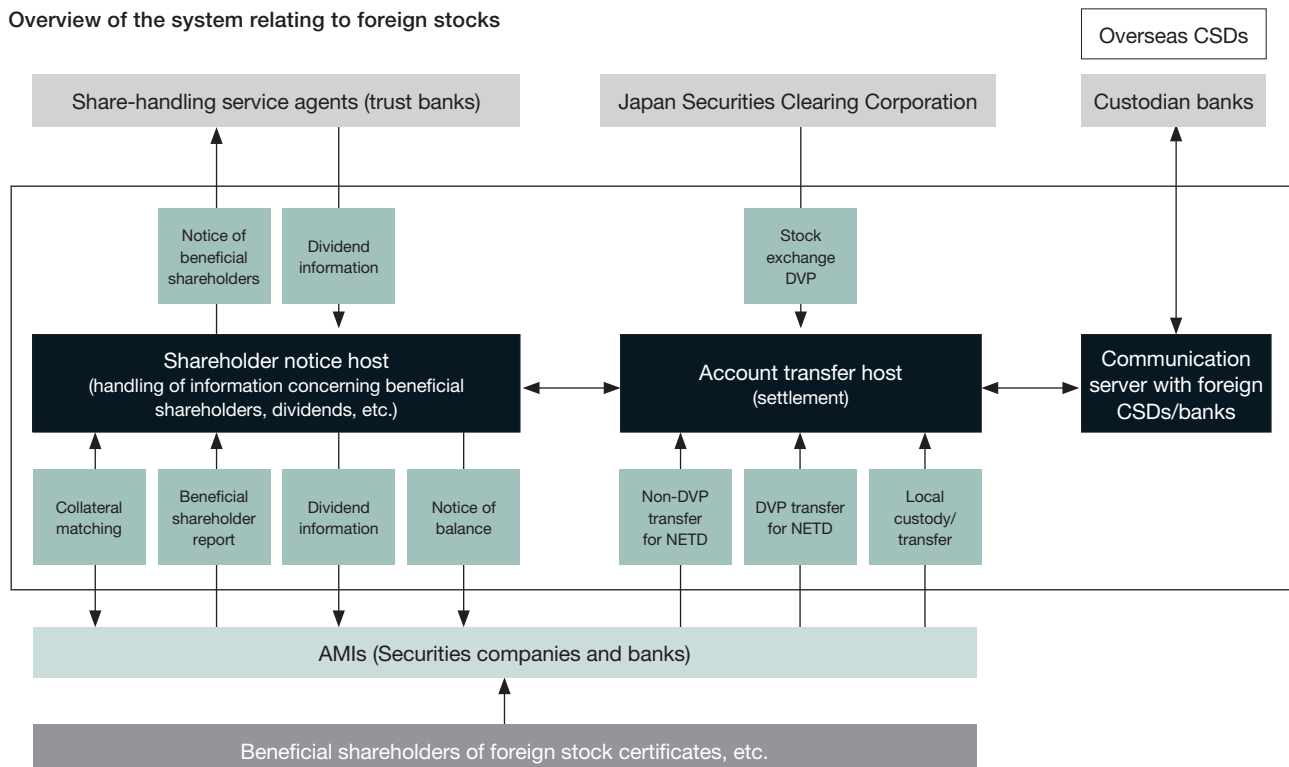 Overview of the system relating to foreign stocks
Overseas CSDs
Share-handling service agents (trust banks)
Japan Securities Clearing Corporation
Custodian banks
Notice of
beneficial
shareholders
Dividend
information
Stock
exchange
DVP
Shareholder notice host
(handling of information concerning beneficial
shareholders, dividends, etc.)
Account transfer host
(settlement)
Communication
server with foreign
CSDs/banks
Collateral
matching
Beneficial
shareholder
report
Dividend
information
Notice of
balance
Non-DVP
transfer
for NETD
DVP transfer
for NETD
Local
custody/
transfer
AMIs (Securities companies and banks)
Beneficial shareholders of foreign stock certificates, etc.